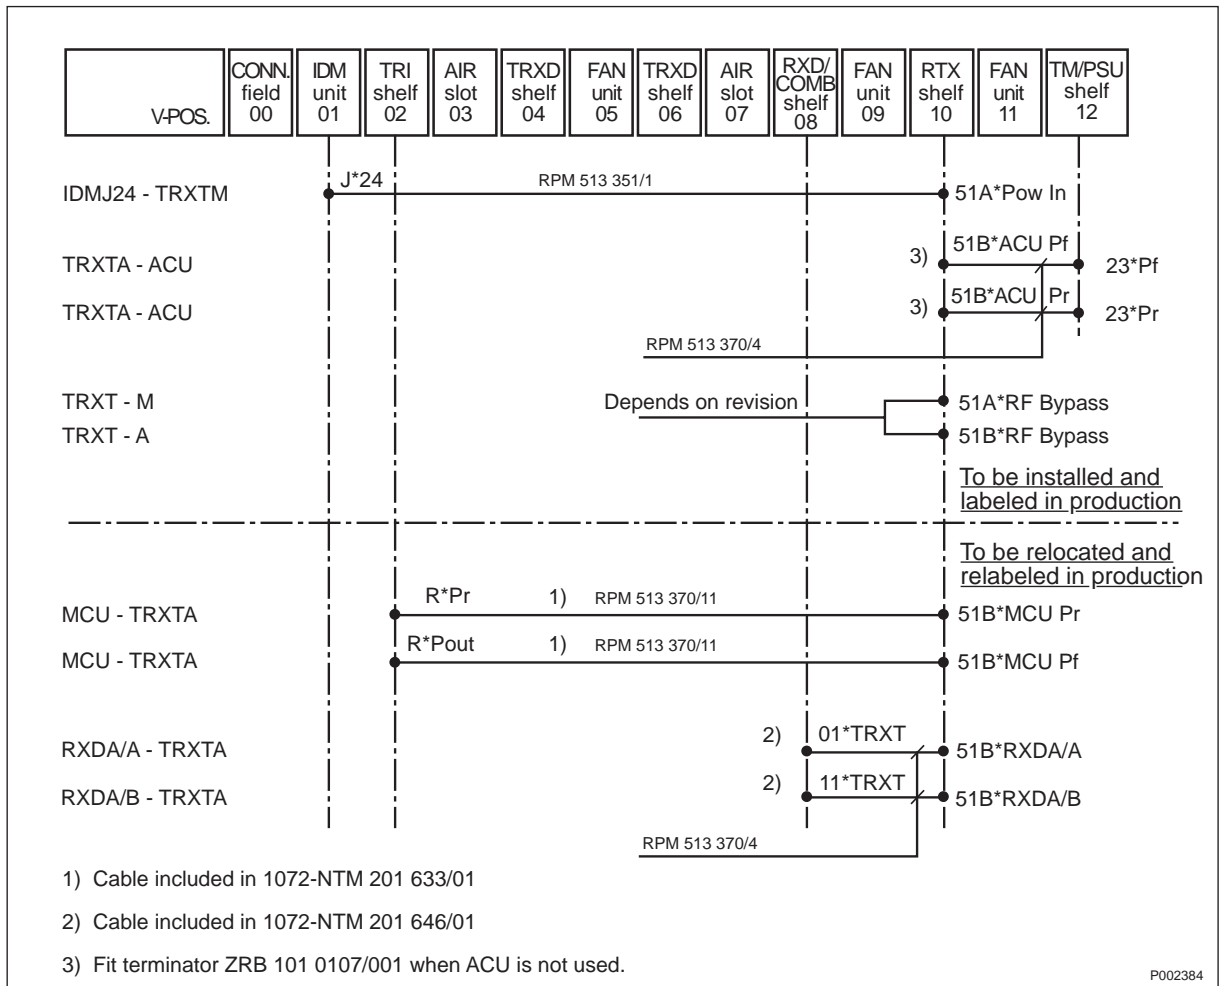 V-POS.
CONN. field 00
IDM unit 01
TRI shelf 02
AIR slot 03
TRXD shelf 04
FAN unit 05
TRXD shelf 06
AIR slot 07
RXD/ COMB shelf 08
FAN unit 09
RTX shelf 10
FAN unit 11
TM/PSU shelf 12
IDMJ24 - TRXTM J*24 RPM 513 351/1 51A*Pow In
TRXTA - ACU 3) 51B*ACU Pf 23*Pf
TRXTA - ACU 3) 51B*ACU Pr 23*Pr
RPM 513 370/4
TRXT - M Depends on revision 51A*RF Bypass
TRXT - A 51B*RF Bypass
To be installed and
labeled in production
To be relocated and
relabeled in production
MCU - TRXTA R*Pr 1) RPM 513 370/11 51B*MCU Pr
MCU - TRXTA R*Pout 1) RPM 513 370/11 51B*MCU Pf
RXDA/A - TRXTA 2) 01*TRXT 51B*RXDA/A
RXDA/B - TRXTA 2) 11*TRXT 51B*RXDA/B
RPM 513 370/4
1) Cable included in 1072-NTM 201 633/01
2) Cable included in 1072-NTM 201 646/01
3) Fit terminator ZRB 101 0107/001 when ACU is not used.
P002384